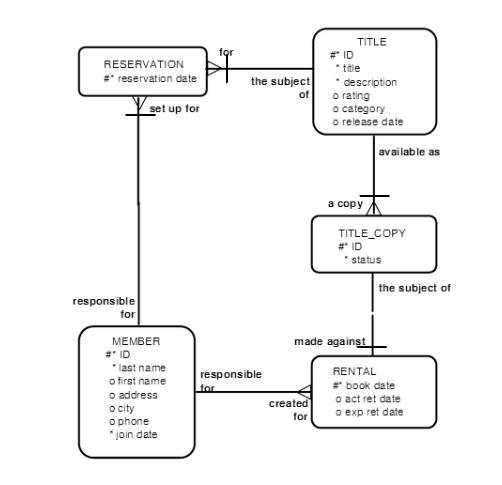 RESERVATION
#* reservation date
for
the subject
of
TITLE
#* ID
* title
* description
o rating
o category
o release date
set up for
available as
a copy
TITLE_COPY
#* ID
* status
the subject of
responsible
for
made against
MEMBER
#* ID
* last name
o first name
o address
o city
o phone
* join date
responsible
for
created
for
RENTAL
#* book date
o act ret date
o exp ret date